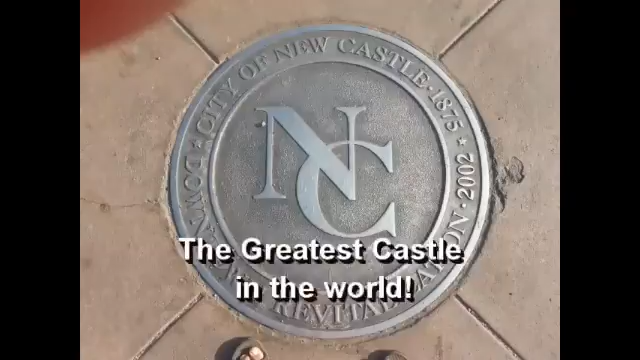 CITY OF NEW CASTLE · 1875
NC
· 2002
The Greatest Castle
in the world!